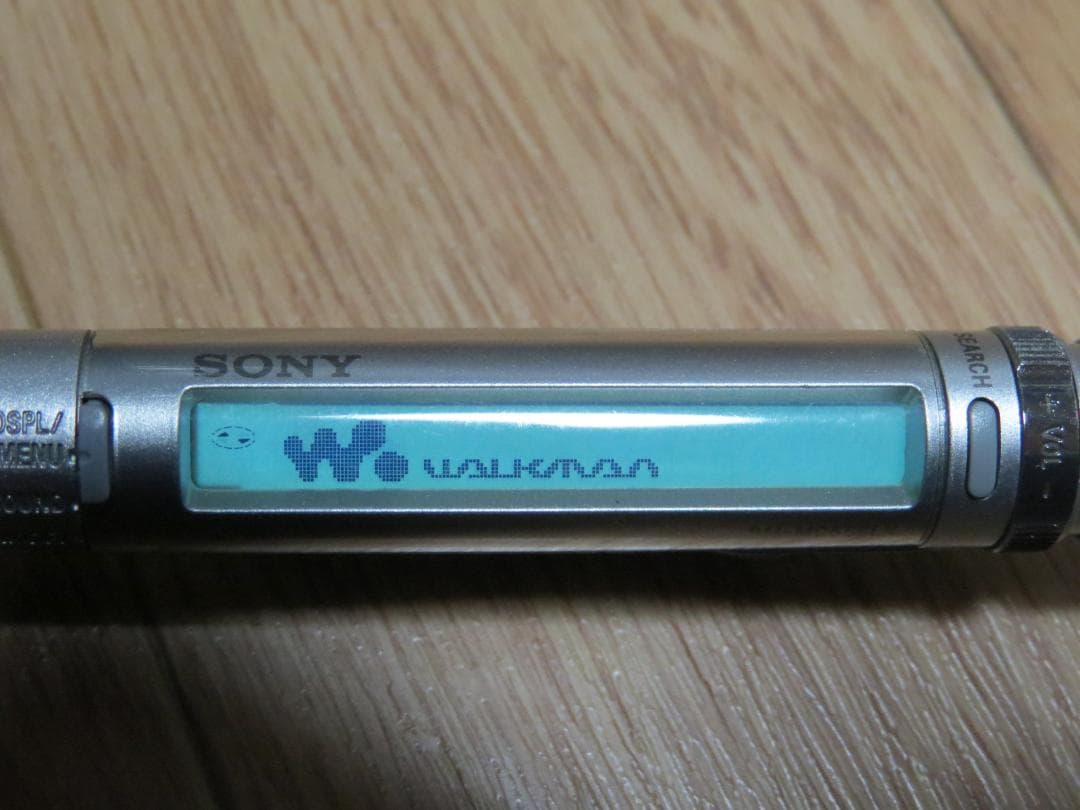 SONY
SEARCH
DSPL/
MENU
+ VOL -
WALKMAN